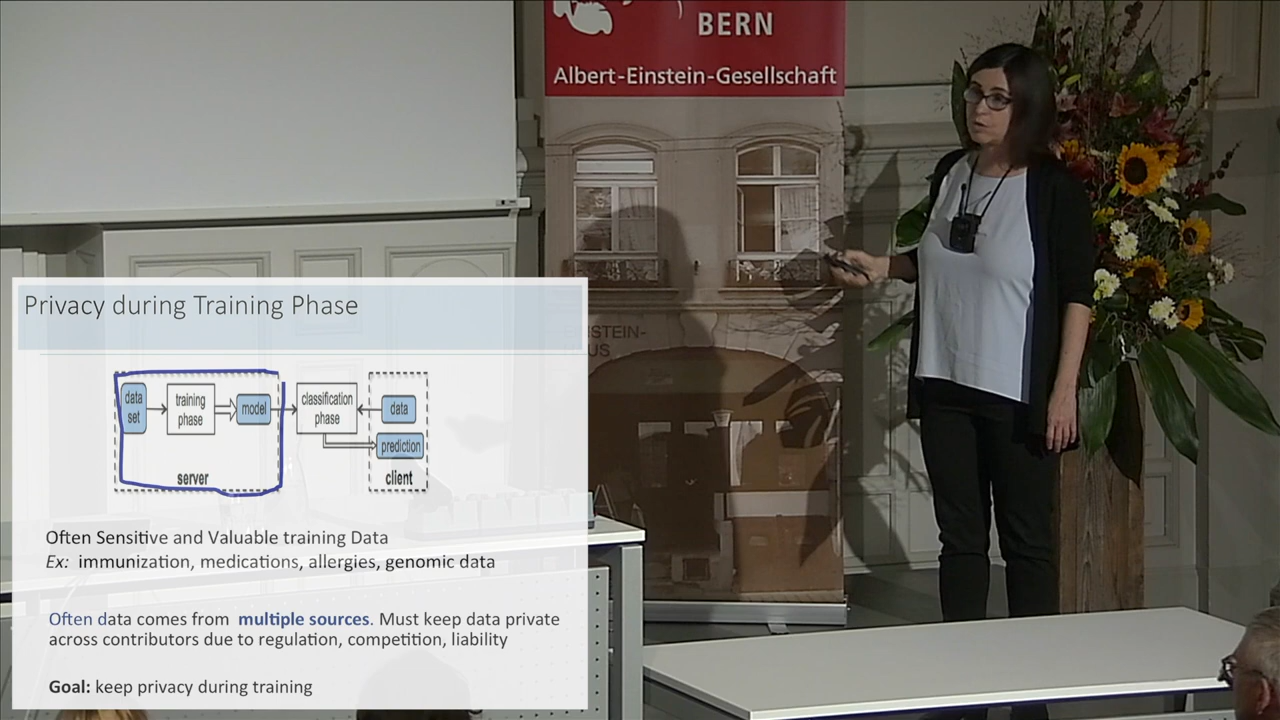 BERN
Albert-Einstein-Gesellschaft
Privacy during Training Phase
data set
training phase
model
classification phase
data
prediction
server
client
Often Sensitive and Valuable training Data
Ex: immunization, medications, allergies, genomic data
Often data comes from multiple sources. Must keep data private
across contributors due to regulation, competition, liability
Goal: keep privacy during training